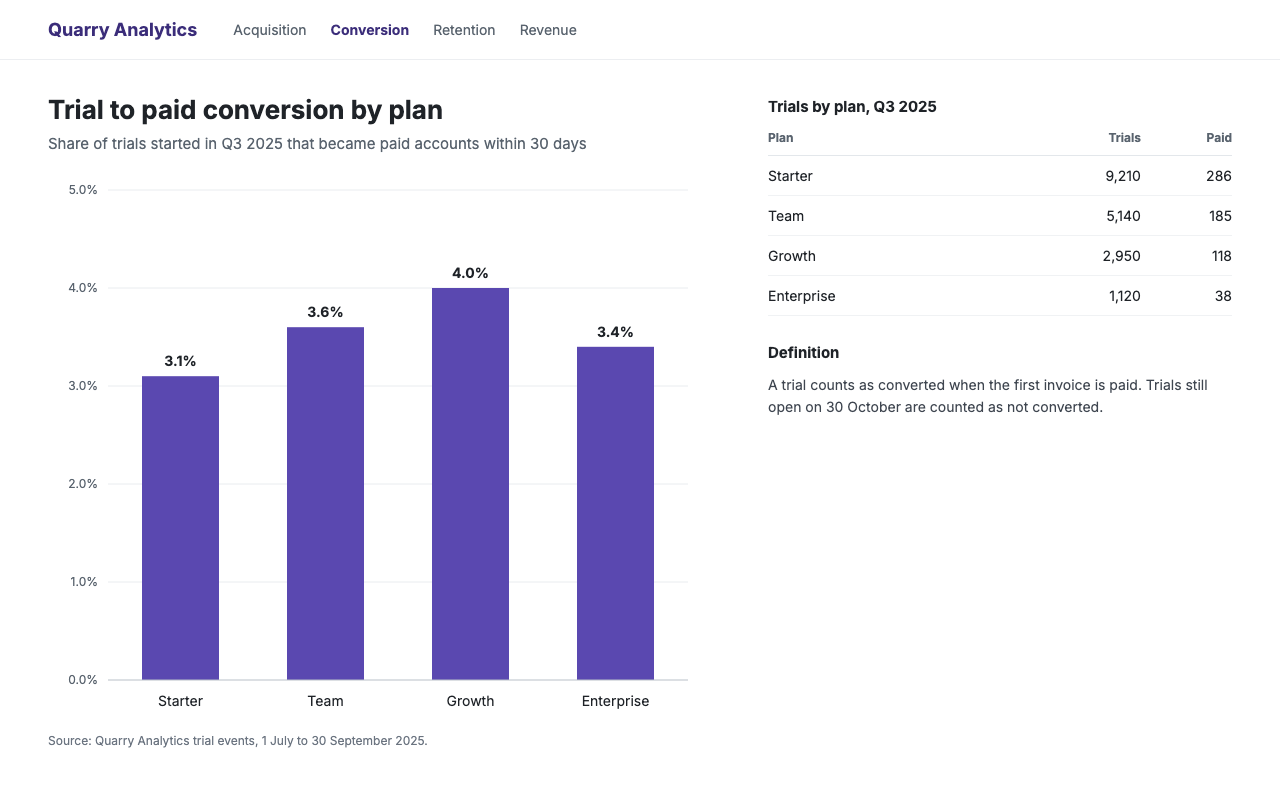 Quarry Analytics
Acquisition Conversion Retention Revenue
Trial to paid conversion by plan
Share of trials started in Q3 2025 that became paid accounts within 30 days
5.0%
4.0%
3.0%
2.0%
1.0%
0.0%
3.1%
3.6%
4.0%
3.4%
Starter Team Growth Enterprise
Source: Quarry Analytics trial events, 1 July to 30 September 2025.
Trials by plan, Q3 2025
Plan Trials Paid
Starter 9,210 286
Team 5,140 185
Growth 2,950 118
Enterprise 1,120 38
Definition
A trial counts as converted when the first invoice is paid. Trials still
open on 30 October are counted as not converted.